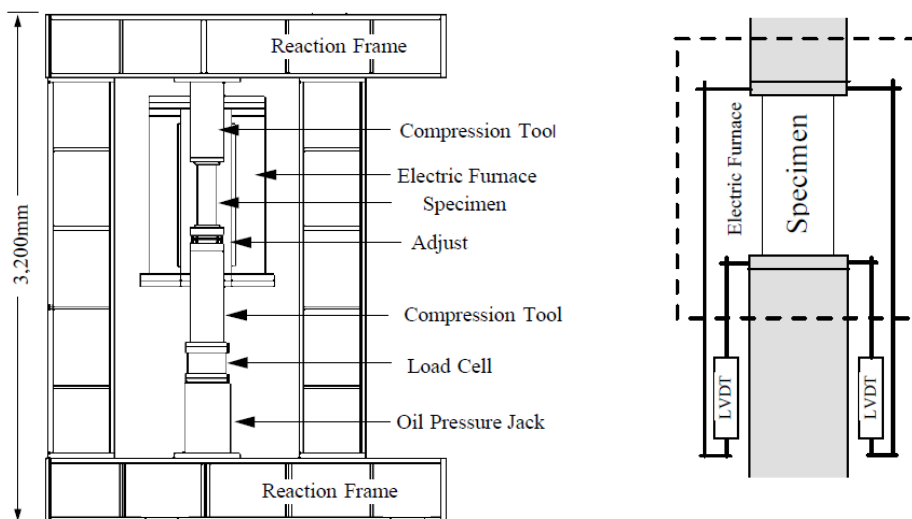 Reaction Frame
Compression Tool
Electric Furnace
Specimen
Adjust
Compression Tool
Load Cell
Oil Pressure Jack
Reaction Frame
3,200mm
Electric Furnace
Specimen
LVDT
LVDT